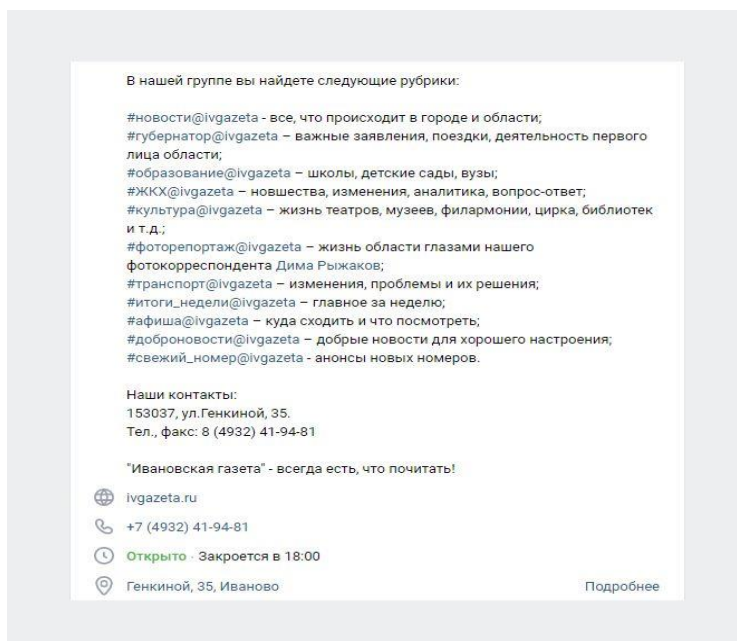 В нашей группе вы найдете следующие рубрики:
#новости@ivgazeta - все, что происходит в городе и области;
#губернатор@ivgazeta – важные заявления, поездки, деятельность первого
лица области;
#образование@ivgazeta – школы, детские сады, вузы;
#ЖКХ@ivgazeta – новшества, изменения, аналитика, вопрос-ответ;
#культура@ivgazeta – жизнь театров, музеев, филармонии, цирка, библиотек
и т.д.;
#фоторепортаж@ivgazeta – жизнь области глазами нашего
фотокорреспондента Дима Рыжаков;
#транспорт@ivgazeta – изменения, проблемы и их решения;
#итоги_недели@ivgazeta – главное за неделю;
#афиша@ivgazeta – куда сходить и что посмотреть;
#доброновости@ivgazeta – добрые новости для хорошего настроения;
#свежий_номер@ivgazeta - анонсы новых номеров.
Наши контакты:
153037, ул.Генкиной, 35.
Тел., факс: 8 (4932) 41-94-81
"Ивановская газета" - всегда есть, что почитать!
ivgazeta.ru
+7 (4932) 41-94-81
Открыто · Закроется в 18:00
Генкиной, 35, Иваново Подробнее